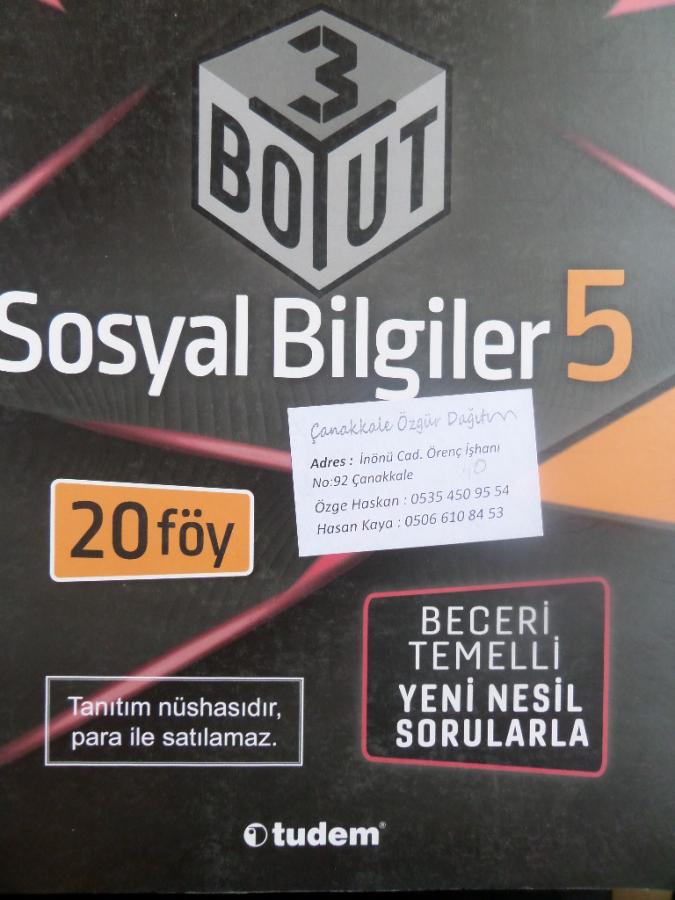 3
BOYUT
Sosyal Bilgiler 5
Çanakkale Özgür Dağıtım
Adres : İnönü Cad. Örenç İşhanı
No:92 Çanakkale
Özge Haskan : 0535 450 95 54
Hasan Kaya : 0506 610 84 53
20 föy
BECERİ
TEMELLİ
YENİ NESİL
SORULARLA
Tanıtım nüshasıdır,
para ile satılamaz.
tudem®